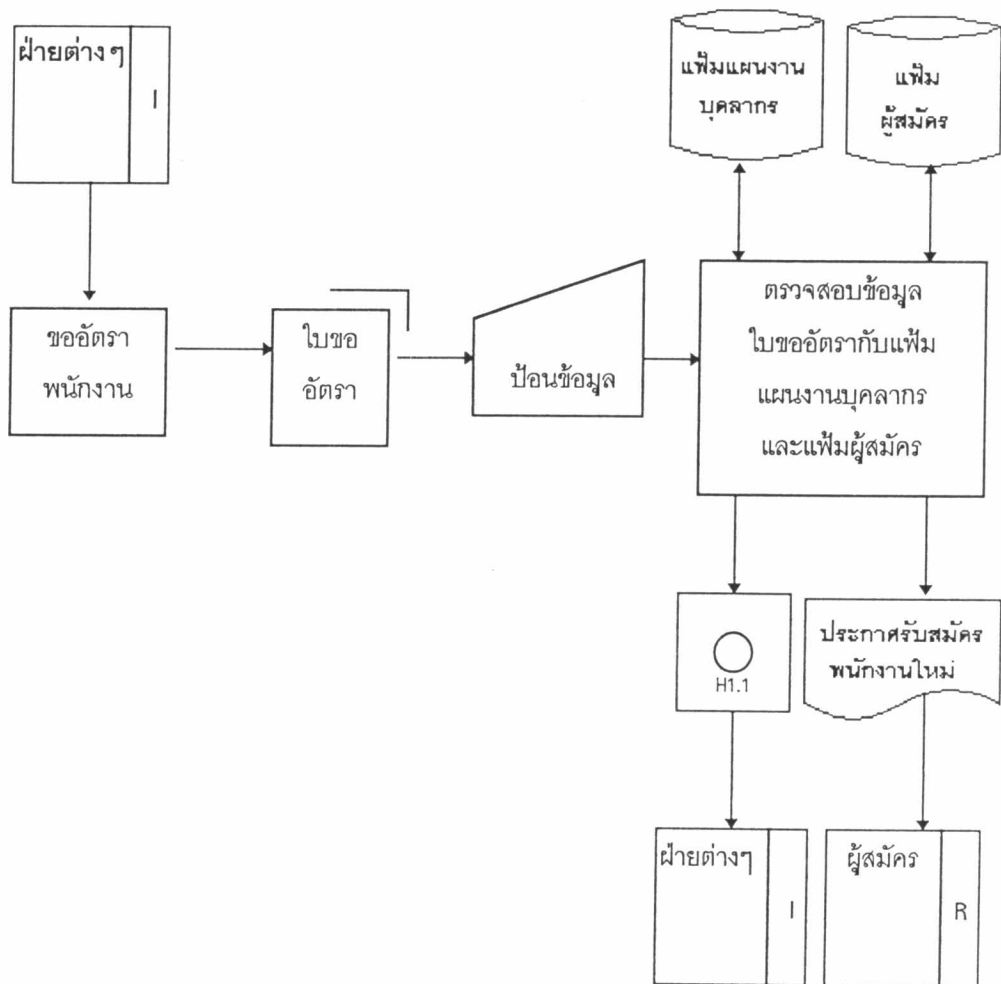 ฝ่ายต่างๆ
I
แฟ้มแผนงาน
บุคลากร
แฟ้ม
ผู้สมัคร
ขออัตรา
พนักงาน
ใบขอ
อัตรา
ป้อนข้อมูล
ตรวจสอบข้อมูล
ใบขออัตรากับแฟ้ม
แผนงานบุคลากร
และแฟ้มผู้สมัคร
H1.1
ประกาศรับสมัคร
พนักงานใหม่
ฝ่ายต่างๆ
I
ผู้สมัคร
R